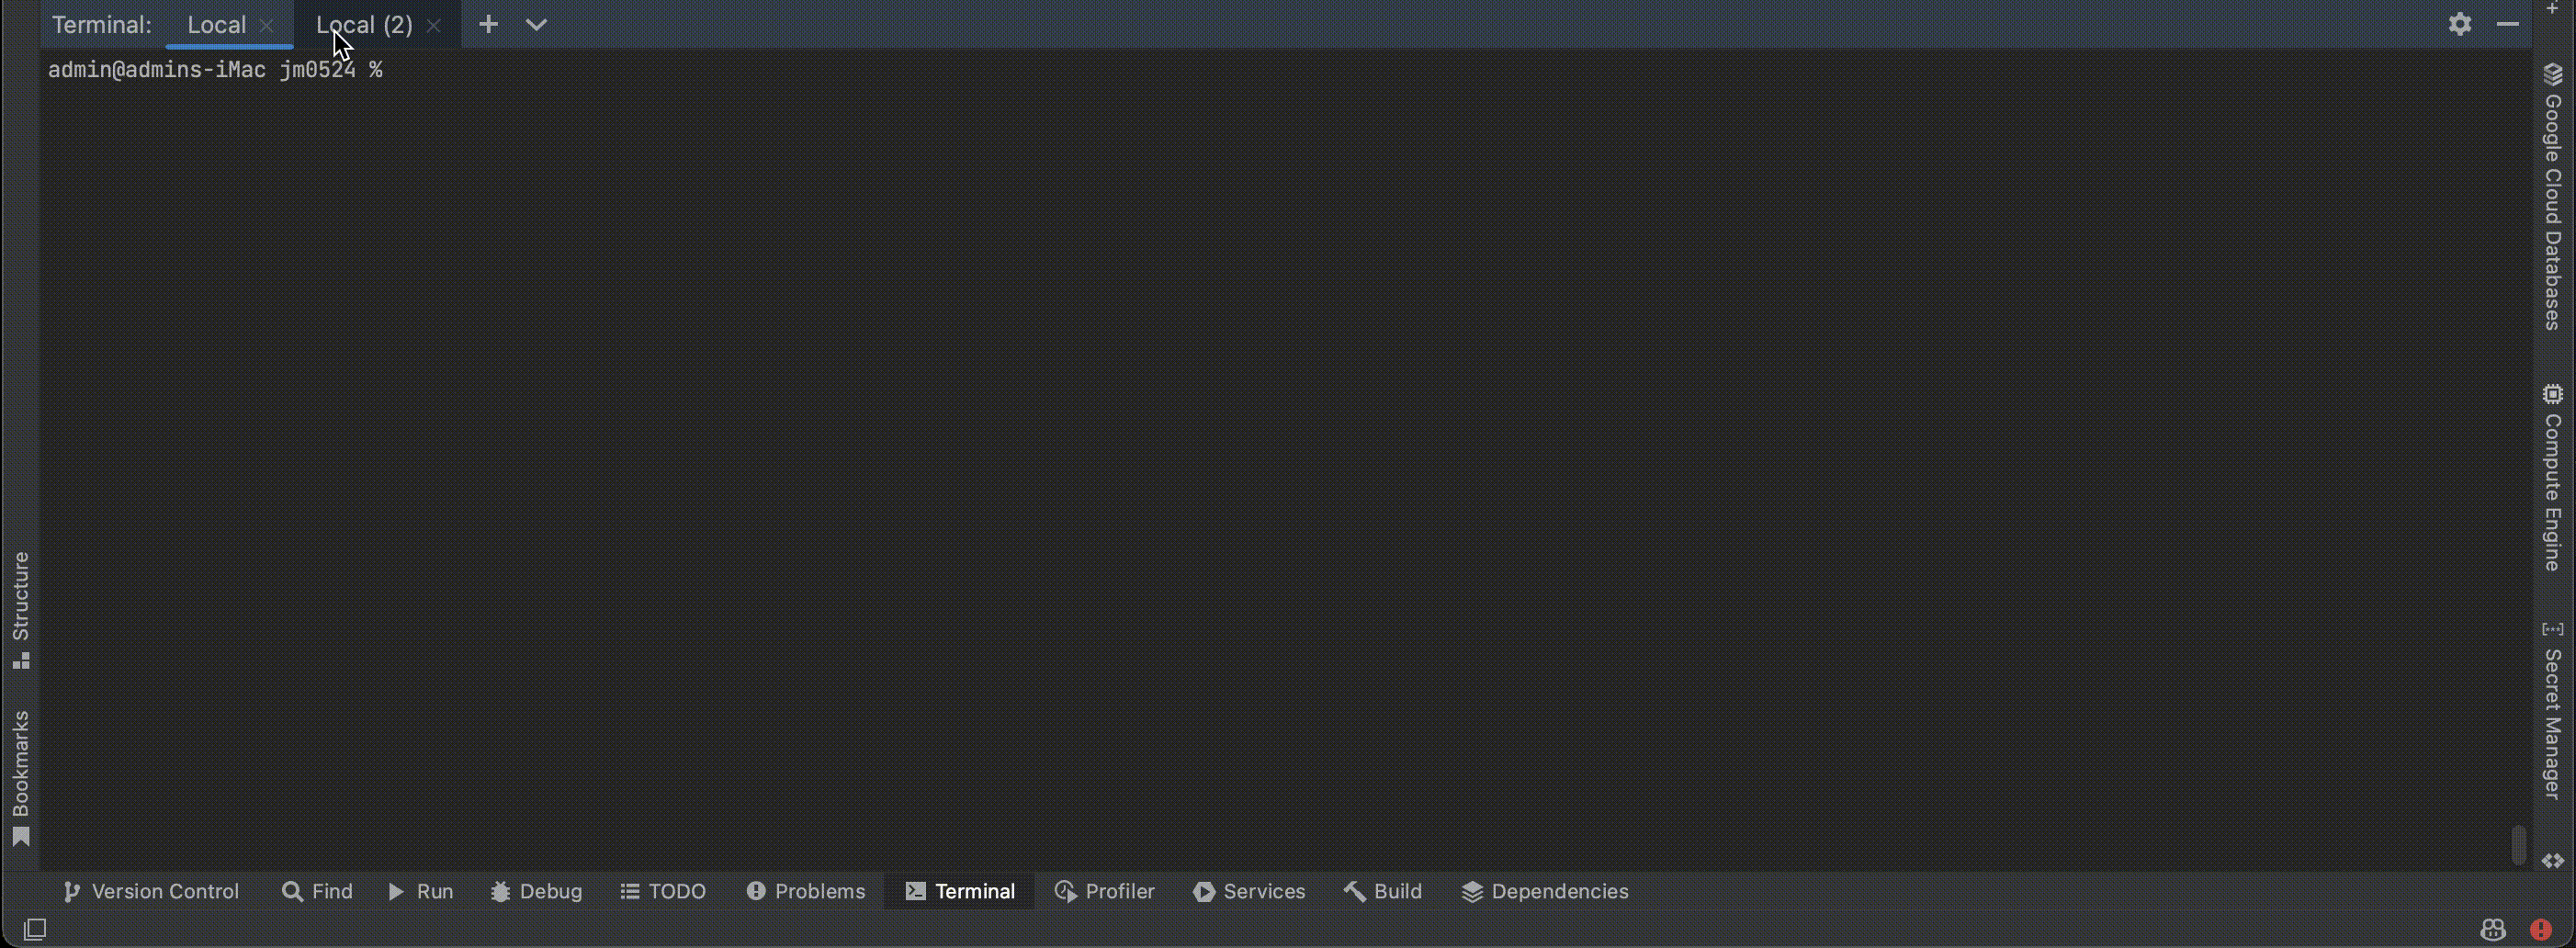 Terminal: Local Local (2)
admin@admins-iMac jm0524 %
Structure
Bookmarks
Google Cloud Databases
Compute Engine
Secret Manager
Version Control Find Run Debug TODO Problems Terminal Profiler Services Build Dependencies